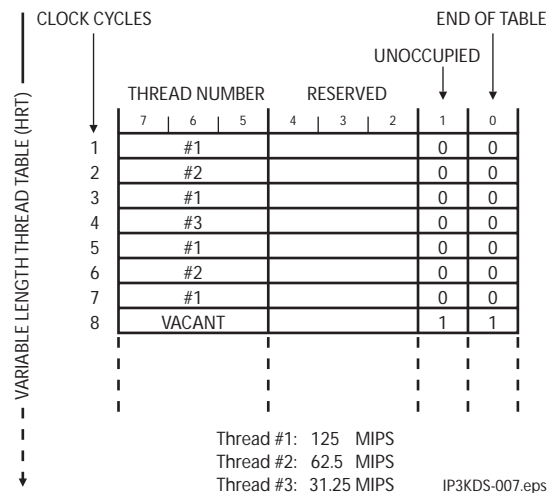 CLOCK CYCLES END OF TABLE
UNOCCUPIED
THREAD NUMBER RESERVED
7 6 5 4 3 2 1 0
1 #1 0 0
2 #2 0 0
3 #1 0 0
4 #3 0 0
5 #1 0 0
6 #2 0 0
7 #1 0 0
8 VACANT 1 1
VARIABLE LENGTH THREAD TABLE (HRT)
Thread #1: 125 MIPS
Thread #2: 62.5 MIPS
Thread #3: 31.25 MIPS
IP3KDS-007.eps